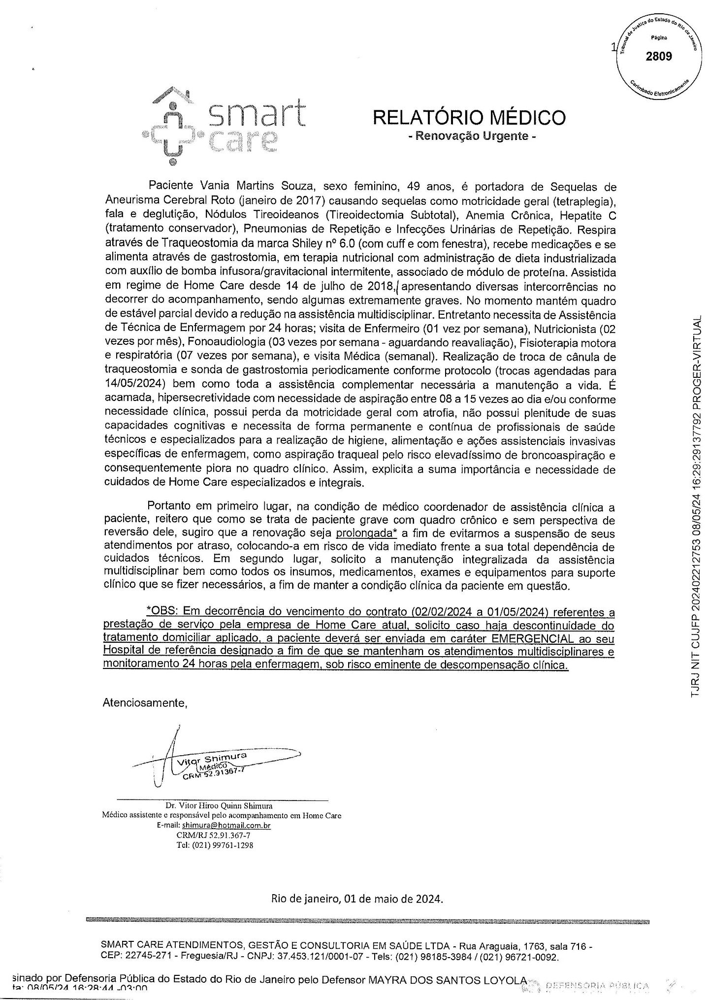 Tribunal de Justiça do Estado do Rio de Janeiro
Página
1
2809
Carimbado Eletronicamente
smart
care
RELATÓRIO MÉDICO
- Renovação Urgente -
Paciente Vania Martins Souza, sexo feminino, 49 anos, é portadora de Sequelas de
Aneurisma Cerebral Roto (janeiro de 2017) causando sequelas como motricidade geral (tetraplegia),
fala e deglutição, Nódulos Tireoideanos (Tireoidectomia Subtotal), Anemia Crônica, Hepatite C
(tratamento conservador), Pneumonias de Repetição e Infecções Urinárias de Repetição. Respira
através de Traqueostomia da marca Shiley nº 6.0 (com cuff e com fenestra), recebe medicações e se
alimenta através de gastrostomia, em terapia nutricional com administração de dieta industrializada
com auxílio de bomba infusora/gravitacional intermitente, associado de módulo de proteína. Assistida
em regime de Home Care desde 14 de julho de 2018, apresentando diversas intercorrências no
decorrer do acompanhamento, sendo algumas extremamente graves. No momento mantém quadro
de estável parcial devido a redução na assistência multidisciplinar. Entretanto necessita de Assistência
de Técnica de Enfermagem por 24 horas; visita de Enfermeiro (01 vez por semana), Nutricionista (02
vezes por mês), Fonoaudiologia (03 vezes por semana - aguardando reavaliação), Fisioterapia motora
e respiratória (07 vezes por semana), e visita Médica (semanal). Realização de troca de cânula de
traqueostomia e sonda de gastrostomia periodicamente conforme protocolo (trocas agendadas para
14/05/2024) bem como toda a assistência complementar necessária a manutenção a vida. É
acamada, hipersecretividade com necessidade de aspiração entre 08 a 15 vezes ao dia e/ou conforme
necessidade clínica, possui perda da motricidade geral com atrofia, não possui plenitude de suas
capacidades cognitivas e necessita de forma permanente e contínua de profissionais de saúde
técnicos e especializados para a realização de higiene, alimentação e ações assistenciais invasivas
específicas de enfermagem, como aspiração traqueal pelo risco elevadíssimo de broncoaspiração e
consequentemente piora no quadro clínico. Assim, explicita a suma importância e necessidade de
cuidados de Home Care especializados e integrais.
Portanto em primeiro lugar, na condição de médico coordenador de assistência clínica a
paciente, reitero que como se trata de paciente grave com quadro crônico e sem perspectiva de
reversão dele, sugiro que a renovação seja prolongada* a fim de evitarmos a suspensão de seus
atendimentos por atraso, colocando-a em risco de vida imediato frente a sua total dependência de
cuidados técnicos. Em segundo lugar, solicito a manutenção integralizada da assistência
multidisciplinar bem como todos os insumos, medicamentos, exames e equipamentos para suporte
clínico que se fizer necessários, a fim de manter a condição clínica da paciente em questão.
*OBS: Em decorrência do vencimento do contrato (02/02/2024 a 01/05/2024) referentes a
prestação de serviço pela empresa de Home Care atual, solicito caso haja descontinuidade do
tratamento domiciliar aplicado, a paciente deverá ser enviada em caráter EMERGENCIAL ao seu
Hospital de referência designado a fim de que se mantenham os atendimentos multidisciplinares e
monitoramento 24 horas pela enfermagem, sob risco eminente de descompensação clínica.
Atenciosamente,
Vitor Shimura
Médico
CRM 52.91367-7
Dr. Vitor Hiroo Quinn Shimura
Médico assistente e responsável pelo acompanhamento em Home Care
E-mail: shimura@hotmail.com.br
CRM/RJ 52.91.367-7
Tel: (021) 99761-1298
Rio de janeiro, 01 de maio de 2024.
SMART CARE ATENDIMENTOS, GESTÃO E CONSULTORIA EM SAÚDE LTDA - Rua Araguaia, 1763, sala 716 -
CEP: 22745-271 - Freguesia/RJ - CNPJ: 37.453.121/0001-07 - Tels: (021) 98185-3984 / (021) 96721-0092.
sinado por Defensoria Pública do Estado do Rio de Janeiro pelo Defensor MAYRA DOS SANTOS LOYOLA
ta: 08/05/24 16:28:44 -03:00
DEFENSORIA PÚBLICA
TJRJ NIT CUJFP 202402212753 08/05/24 16:29:29137792 PROGER-VIRTUAL